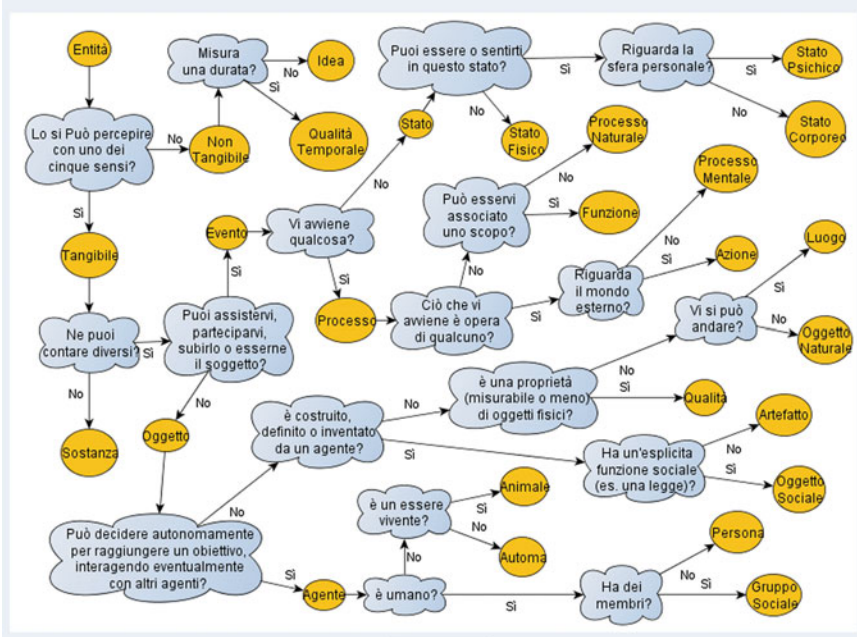 Entità
Lo si Può percepire
con uno dei
cinque sensi?
No
Non
Tangibile
Misura
una durata?
No
Idea
Sì
Qualità
Temporale
Sì
Tangibile
Ne puoi
contare diversi?
No
Sostanza
Sì
Puoi assistervi,
parteciparvi,
subirlo o esserne
il soggetto?
Sì
Evento
Vi avviene
qualcosa?
No
Stato
Puoi essere o sentirti
in questo stato?
No
Stato
Fisico
Sì
Riguarda la
sfera personale?
Sì
Stato
Psichico
No
Stato
Corporeo
Sì
Processo
Ciò che vi
avviene è opera
di qualcuno?
No
Può esservi
associato
uno scopo?
No
Processo
Naturale
Sì
Funzione
Sì
Riguarda
il mondo
esterno?
No
Processo
Mentale
Sì
Azione
No
Oggetto
Può decidere autonomamente
per raggiungere un obiettivo,
interagendo eventualmente
con altri agenti?
No
è costruito,
definito o inventato
da un agente?
No
è una proprietà
(misurabile o meno)
di oggetti fisici?
No
Vi si può
andare?
Sì
Luogo
No
Oggetto
Naturale
Sì
Qualità
Sì
Ha un'esplicita
funzione sociale
(es. una legge)?
No
Artefatto
Sì
Oggetto
Sociale
Sì
Agente
è umano?
No
è un essere
vivente?
Sì
Animale
No
Automa
Sì
Ha dei
membri?
No
Persona
Sì
Gruppo
Sociale